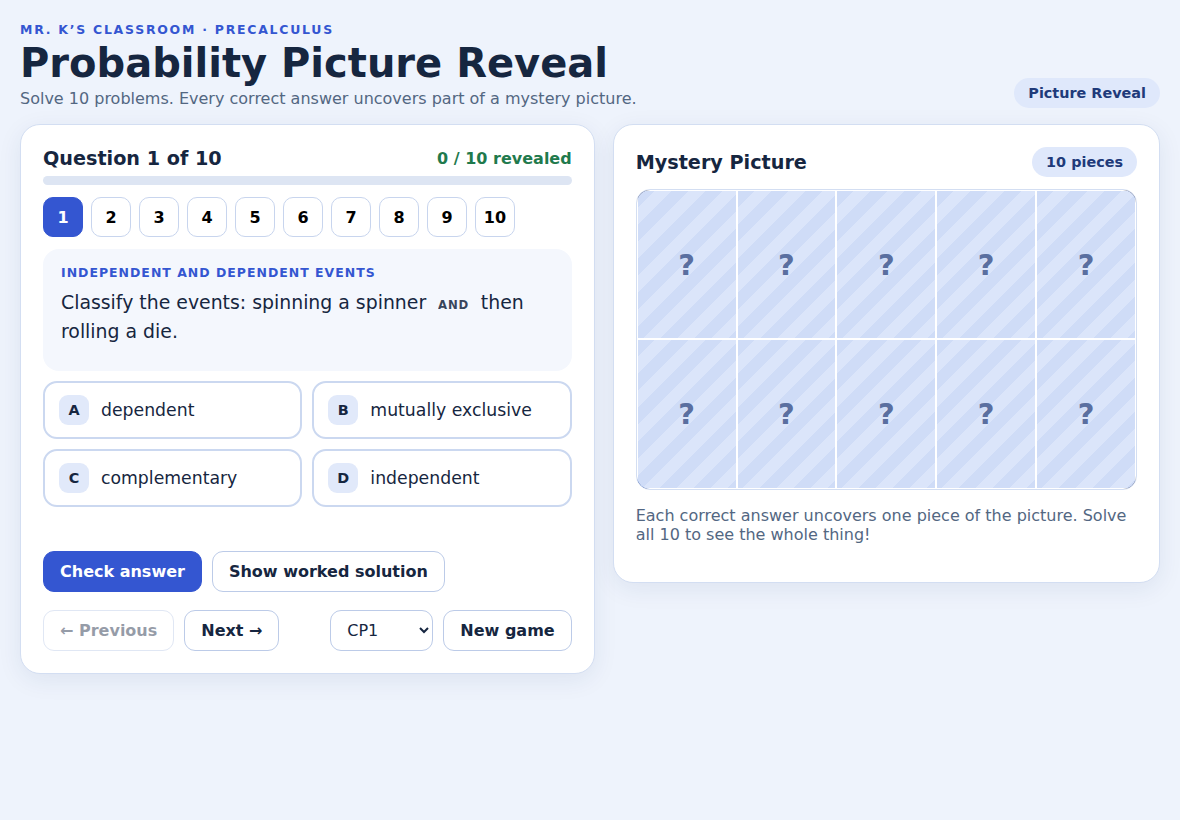 MR. K’S CLASSROOM · PRECALCULUS
Probability Picture Reveal
Solve 10 problems. Every correct answer uncovers part of a mystery picture.
Picture Reveal
Question 1 of 10
0 / 10 revealed
1 2 3 4 5 6 7 8 9 10
INDEPENDENT AND DEPENDENT EVENTS
Classify the events: spinning a spinner AND then
rolling a die.
A dependent
B mutually exclusive
C complementary
D independent
Check answer
Show worked solution
← Previous
Next →
CP1
New game
Mystery Picture
10 pieces
? ? ? ? ?
? ? ? ? ?
Each correct answer uncovers one piece of the picture. Solve
all 10 to see the whole thing!